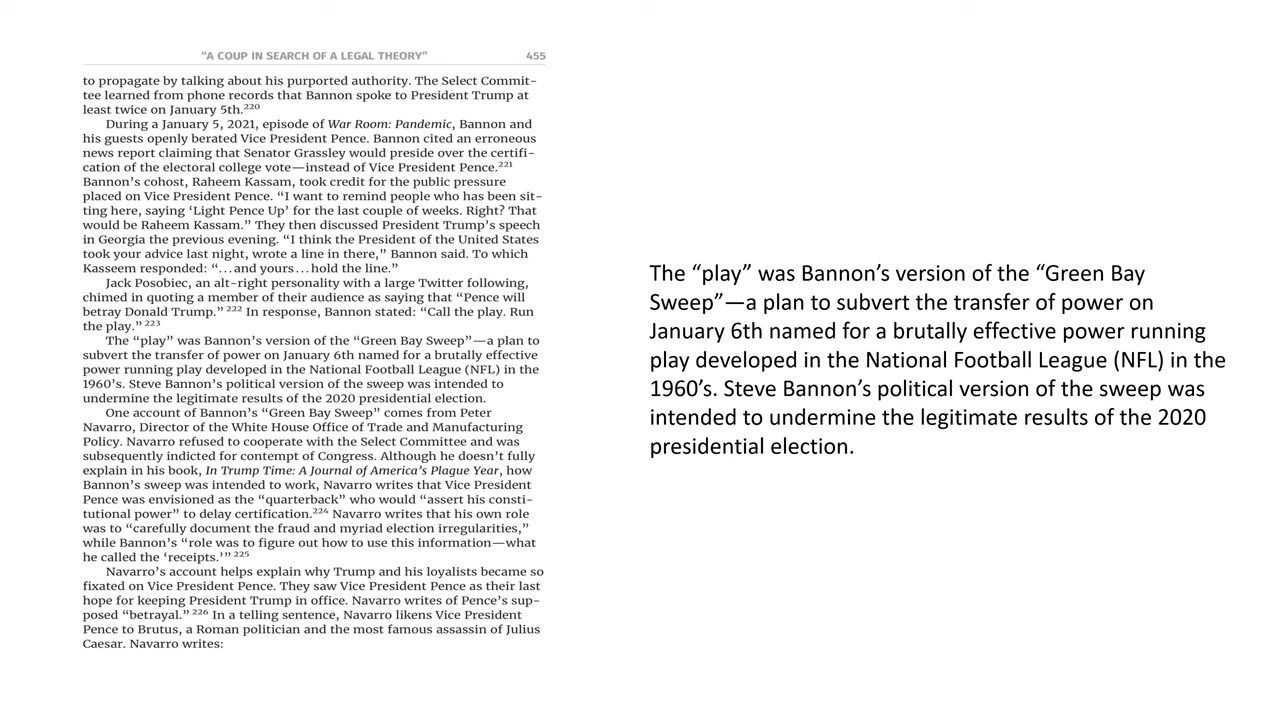 “A COUP IN SEARCH OF A LEGAL THEORY” 455
to propagate by talking about his purported authority. The Select Commit-
tee learned from phone records that Bannon spoke to President Trump at
least twice on January 5th.²²⁰
During a January 5, 2021, episode of War Room: Pandemic, Bannon and
his guests openly berated Vice President Pence. Bannon cited an erroneous
news report claiming that Senator Grassley would preside over the certifi-
cation of the electoral college vote—instead of Vice President Pence.²²¹
Bannon’s cohost, Raheem Kassam, took credit for the public pressure
placed on Vice President Pence. “I want to remind people who has been sit-
ting here, saying ‘Light Pence Up’ for the last couple of weeks. Right? That
would be Raheem Kassam.” They then discussed President Trump’s speech
in Georgia the previous evening. “I think the President of the United States
took your advice last night, wrote a line in there,” Bannon said. To which
Kasseem responded: “...and yours...hold the line.”
Jack Posobiec, an alt-right personality with a large Twitter following,
chimed in quoting a member of their audience as saying that “Pence will
betray Donald Trump.” ²²² In response, Bannon stated: “Call the play. Run
the play.” ²²³
The “play” was Bannon’s version of the “Green Bay Sweep”—a plan to
subvert the transfer of power on January 6th named for a brutally effective
power running play developed in the National Football League (NFL) in the
1960’s. Steve Bannon’s political version of the sweep was intended to
undermine the legitimate results of the 2020 presidential election.
One account of Bannon’s “Green Bay Sweep” comes from Peter
Navarro, Director of the White House Office of Trade and Manufacturing
Policy. Navarro refused to cooperate with the Select Committee and was
subsequently indicted for contempt of Congress. Although he doesn’t fully
explain in his book, In Trump Time: A Journal of America’s Plague Year, how
Bannon’s sweep was intended to work, Navarro writes that Vice President
Pence was envisioned as the “quarterback” who would “assert his consti-
tutional power” to delay certification.²²⁴ Navarro writes that his own role
was to “carefully document the fraud and myriad election irregularities,”
while Bannon’s “role was to figure out how to use this information—what
he called the ‘receipts.’” ²²⁵
Navarro’s account helps explain why Trump and his loyalists became so
fixated on Vice President Pence. They saw Vice President Pence as their last
hope for keeping President Trump in office. Navarro writes of Pence’s sup-
posed “betrayal.” ²²⁶ In a telling sentence, Navarro likens Vice President
Pence to Brutus, a Roman politician and the most famous assassin of Julius
Caesar. Navarro writes:
The “play” was Bannon’s version of the “Green Bay
Sweep”—a plan to subvert the transfer of power on
January 6th named for a brutally effective power running
play developed in the National Football League (NFL) in the
1960’s. Steve Bannon’s political version of the sweep was
intended to undermine the legitimate results of the 2020
presidential election.